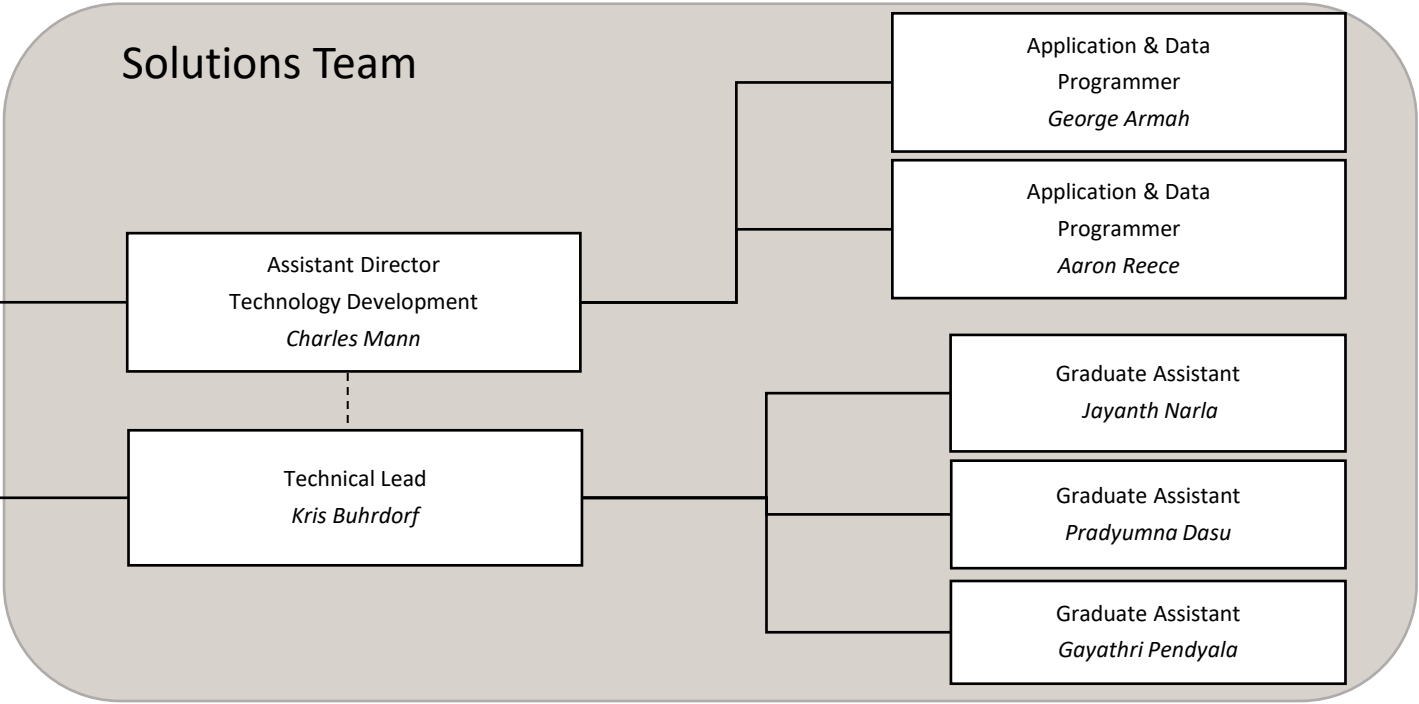 Solutions Team
Application & Data
Programmer
George Armah
Application & Data
Programmer
Aaron Reece
Assistant Director
Technology Development
Charles Mann
Technical Lead
Kris Buhrdorf
Graduate Assistant
Jayanth Narla
Graduate Assistant
Pradyumna Dasu
Graduate Assistant
Gayathri Pendyala